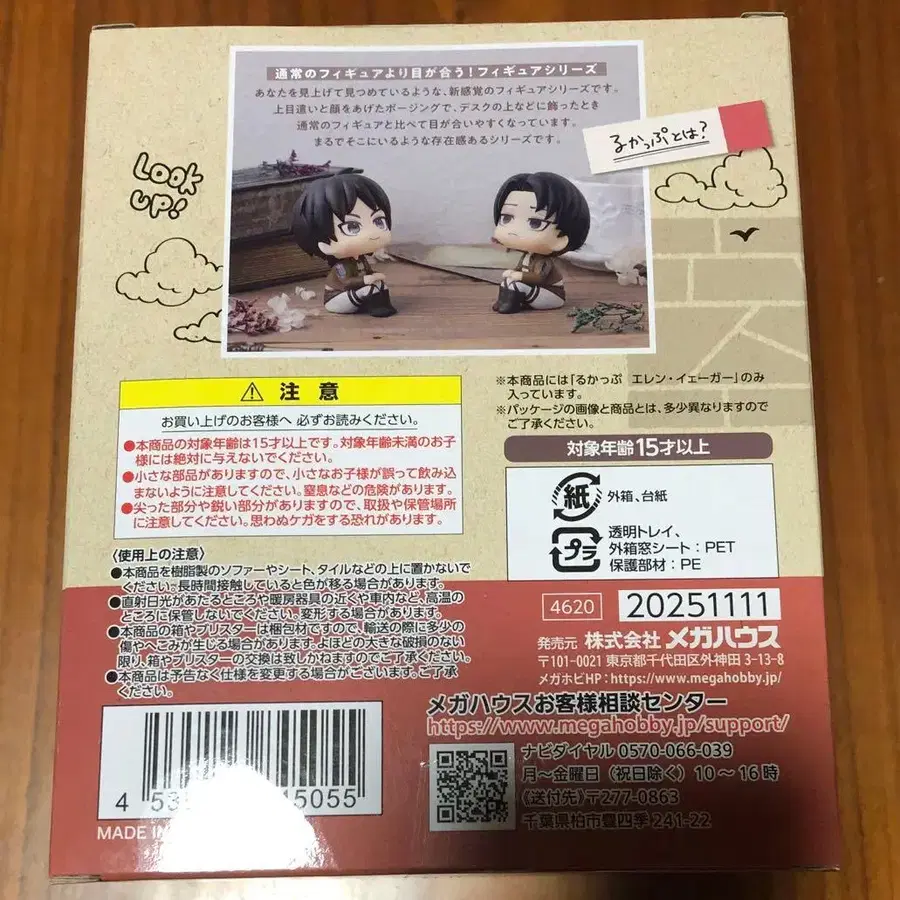 通常のフィギュアより目が合う!フィギュアシリーズ
あなたを見上げて見つめているような、新感覚のフィギュアシリーズです。
上目遣いと顔をあげたポージングで、デスクの上などに飾ったとき
通常のフィギュアと比べて目が合いやすくなっています。
まるでそこにいるような存在感あるシリーズです。
るかっぷとは?
Look
up!
⚠ 注意
お買い上げのお客様へ 必ずお読みください。
●本商品の対象年齢は15才以上です。対象年齢未満のお子
様には絶対に与えないでください。
●小さな部品がありますので、小さなお子様が誤って飲み込
まないように注意してください。窒息などの危険があります。
●尖った部分や鋭い部分がありますので、取扱や保管場所
に注意してください。思わぬケガをする恐れがあります。
〈使用上の注意〉
●本商品を樹脂製のソファーやシート、タイルなどの上に置かないで
ください。長時間接触していると色が移る場合があります。
●直射日光があたるところや暖房器具の近くや車内など、高温の
ところに保管しないでください。変形する場合があります。
●本商品の箱やブリスターは梱包材ですので、輸送の際に多少の
傷やへこみが生じる場合があります。よほどの大きな破損のない
限り、箱やブリスターの交換は致しかねますのでご了承ください。
●本商品は予告なく仕様を変更する場合がございます。ご了承
ください。
※本商品には「るかっぷ エレン・イェーガー」のみ
入っています。
※パッケージの画像と商品とは、多少異なりますので
ご了承ください。
対象年齢15才以上
紙 外箱、台紙
プラ 透明トレイ、
外箱窓シート:PET
保護部材:PE
4620 20251111
発売元 株式会社メガハウス
〒101-0021 東京都千代田区外神田 3-13-8
メガホビHP:https://www.megahobby.jp/
メガハウスお客様相談センター
https://www.megahobby.jp/support/
ナビダイヤル 0570-066-039
月~金曜日(祝日除く)10~16時
〈送付先〉〒277-0863
千葉県柏市豊四季 241-22
4 53 5055
MADE IN